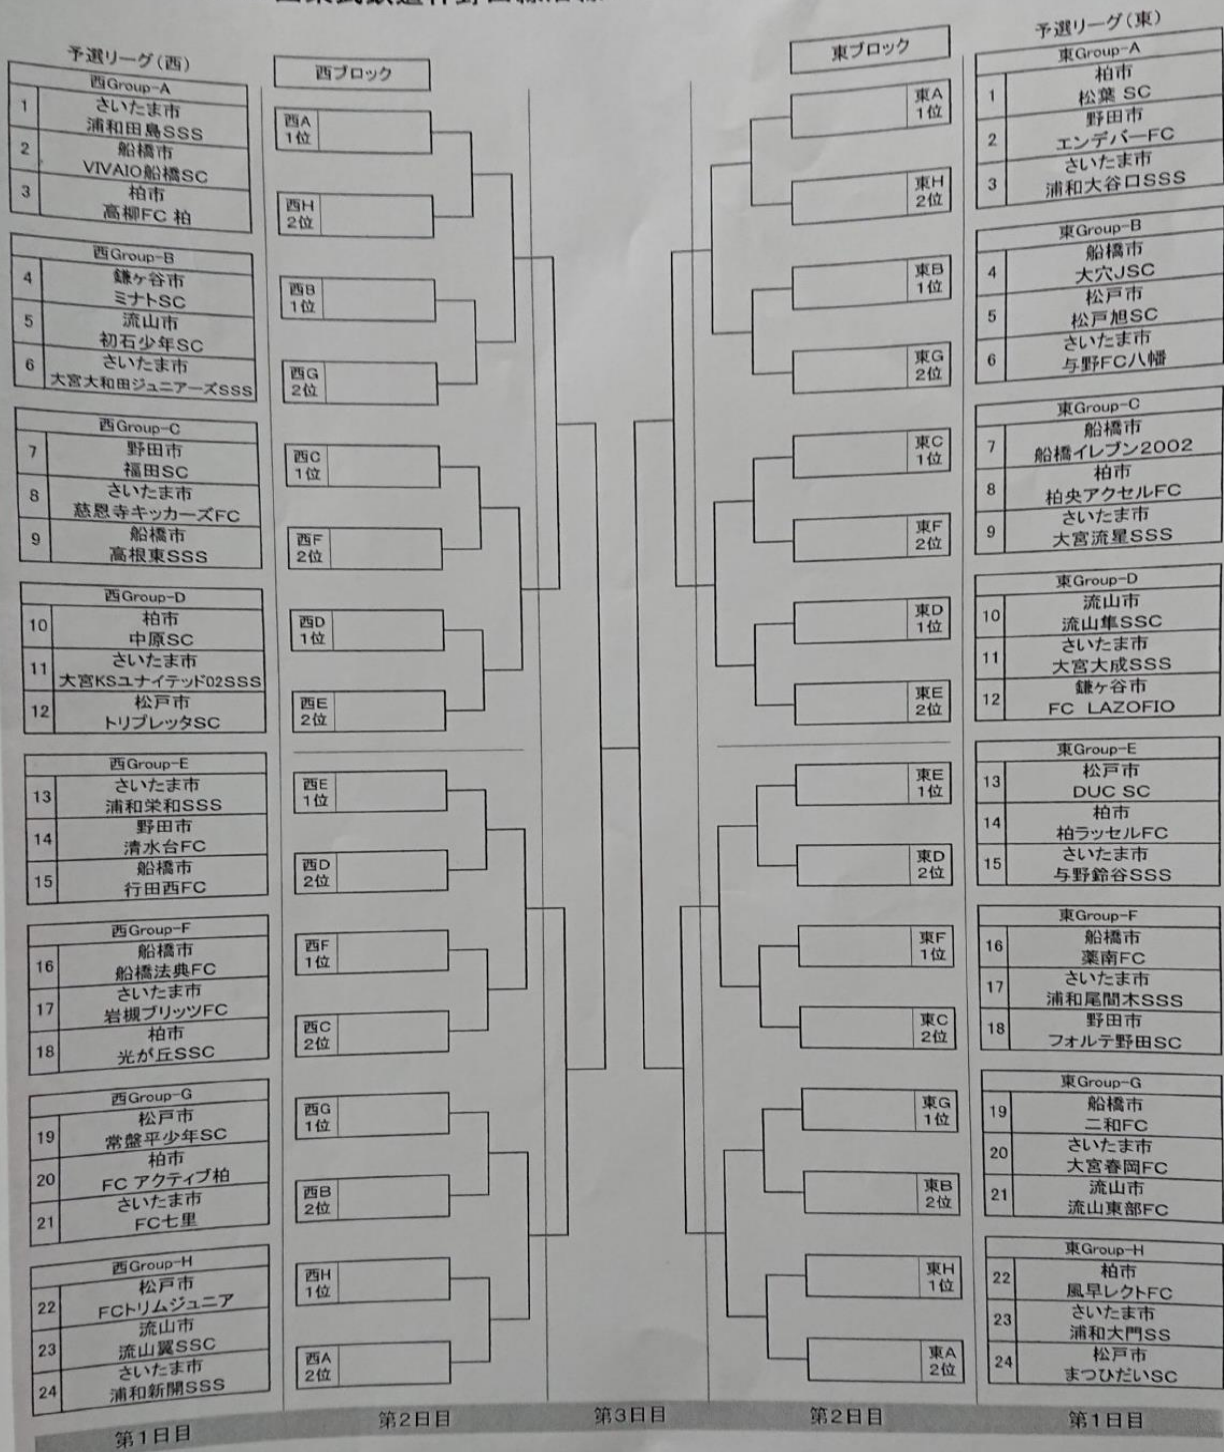 予選リーグ(西)
西Group-A
1
さいたま市
浦和田島SSS
2
船橋市
VIVAIO船橋SC
3
柏市
高柳FC 柏
西Group-B
4
鎌ヶ谷市
ミナトSC
5
流山市
初石少年SC
6
さいたま市
大宮大和田ジュニアーズSSS
西Group-C
7
野田市
福田SC
8
さいたま市
慈恩寺キッカーズFC
9
船橋市
高根東SSS
西Group-D
10
柏市
中原SC
11
さいたま市
大宮KSユナイテッド02SSS
12
松戸市
トリプレッタSC
西Group-E
13
さいたま市
浦和栄和SSS
14
野田市
清水台FC
15
船橋市
行田西FC
西Group-F
16
船橋市
船橋法典FC
17
さいたま市
岩槻ブリッツFC
18
柏市
光が丘SSC
西Group-G
19
松戸市
常盤平少年SC
20
柏市
FC アクティブ柏
21
さいたま市
FC七里
西Group-H
22
松戸市
FCトリムジュニア
23
流山市
流山翼SSC
24
さいたま市
浦和新開SSS
第1日目
西ブロック
西A
1位
西H
2位
西B
1位
西G
2位
西C
1位
西F
2位
西D
1位
西E
2位
西E
1位
西D
2位
西F
1位
西C
2位
西G
1位
西B
2位
西H
1位
西A
2位
第2日目
第3日目
東ブロック
東A
1位
東H
2位
東B
1位
東G
2位
東C
1位
東F
2位
東D
1位
東E
2位
東E
1位
東D
2位
東F
1位
東C
2位
東G
1位
東B
2位
東H
1位
東A
2位
第2日目
予選リーグ(東)
東Group-A
1
柏市
松葉 SC
2
野田市
エンデバーFC
3
さいたま市
浦和大谷口SSS
東Group-B
4
船橋市
大穴JSC
5
松戸市
松戸旭SC
6
さいたま市
与野FC八幡
東Group-C
7
船橋市
船橋イレブン2002
8
柏市
柏央アクセルFC
9
さいたま市
大宮流星SSS
東Group-D
10
流山市
流山隼SSC
11
さいたま市
大宮大成SSS
12
鎌ヶ谷市
FC LAZOFIO
東Group-E
13
松戸市
DUC SC
14
柏市
柏ラッセルFC
15
さいたま市
与野鈴谷SSS
東Group-F
16
船橋市
薬南FC
17
さいたま市
浦和尾間木SSS
18
野田市
フォルテ野田SC
東Group-G
19
船橋市
二和FC
20
さいたま市
大宮春岡FC
21
流山市
流山東部FC
東Group-H
22
柏市
風早レクトFC
23
さいたま市
浦和大門SS
24
松戸市
まつひだいSC
第1日目